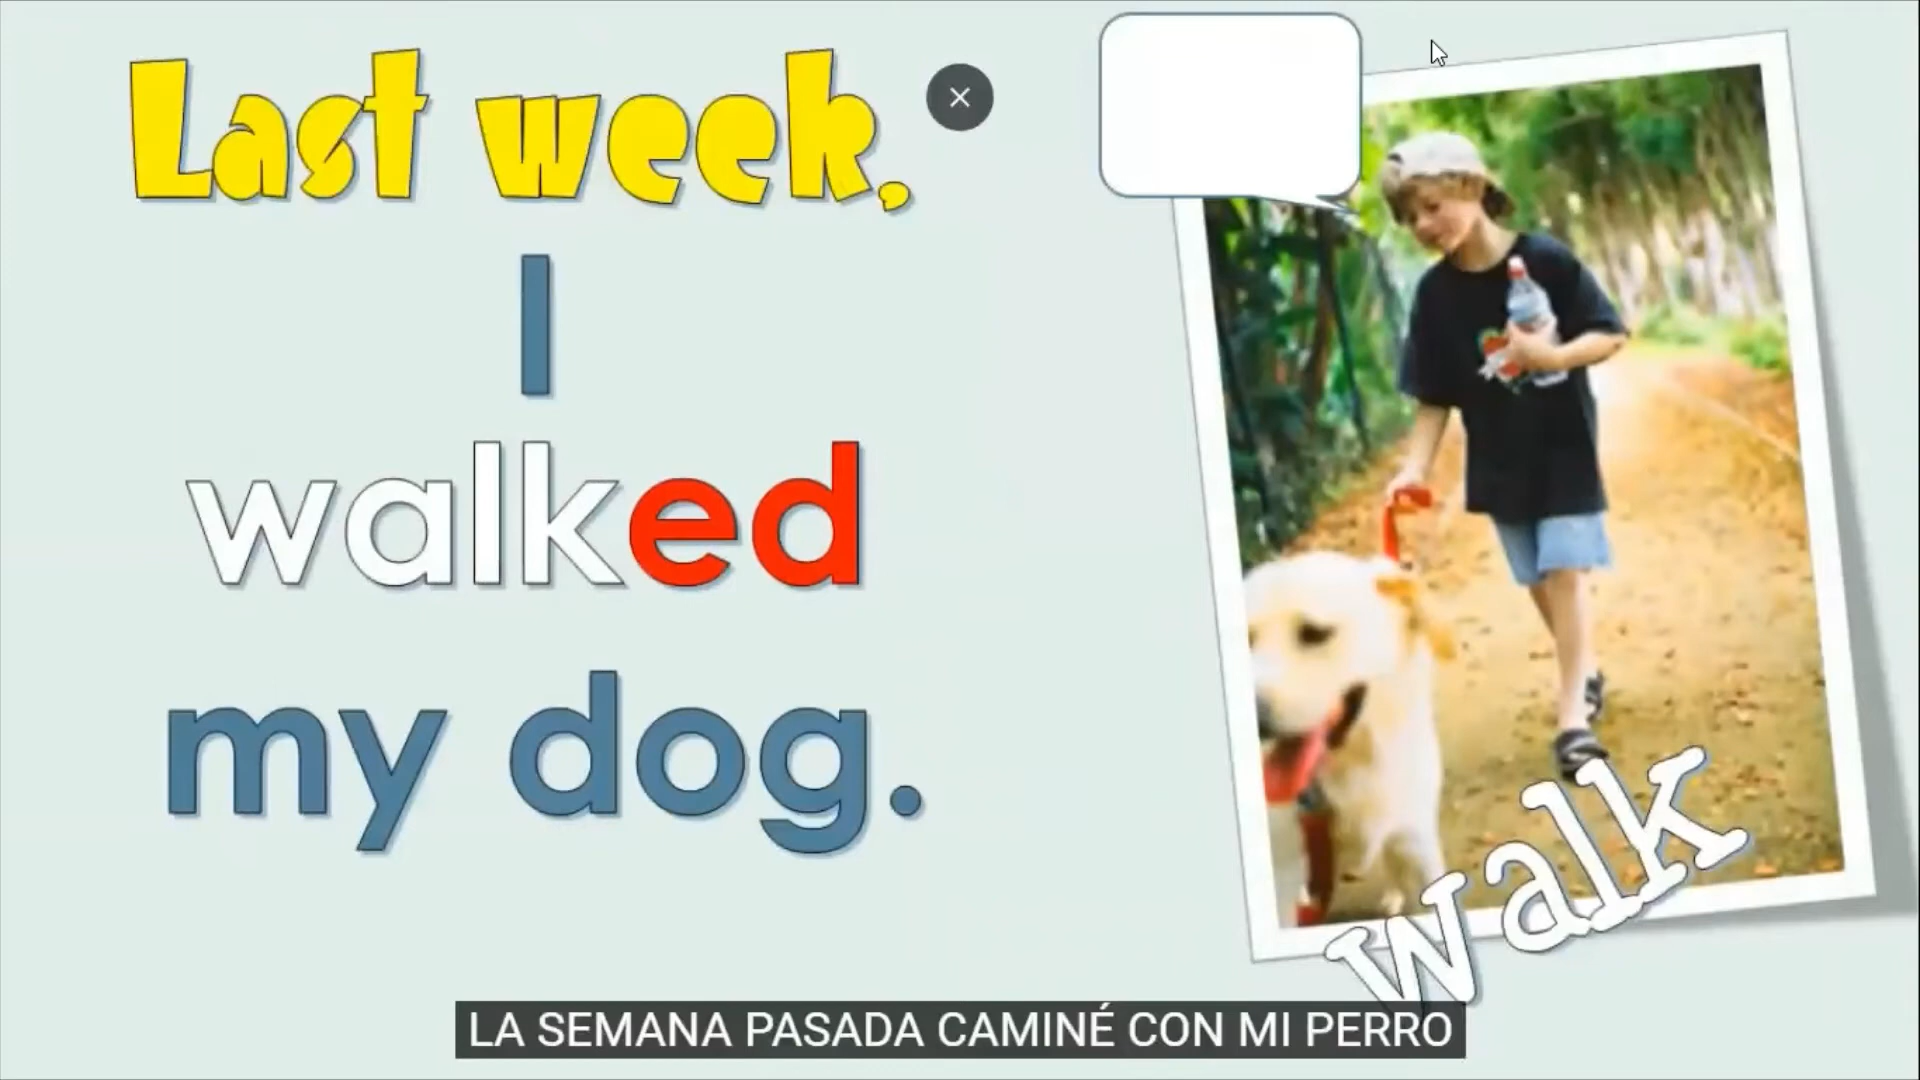 Last week,
I
walked
my dog.
walk
LA SEMANA PASADA CAMINÉ CON MI PERRO